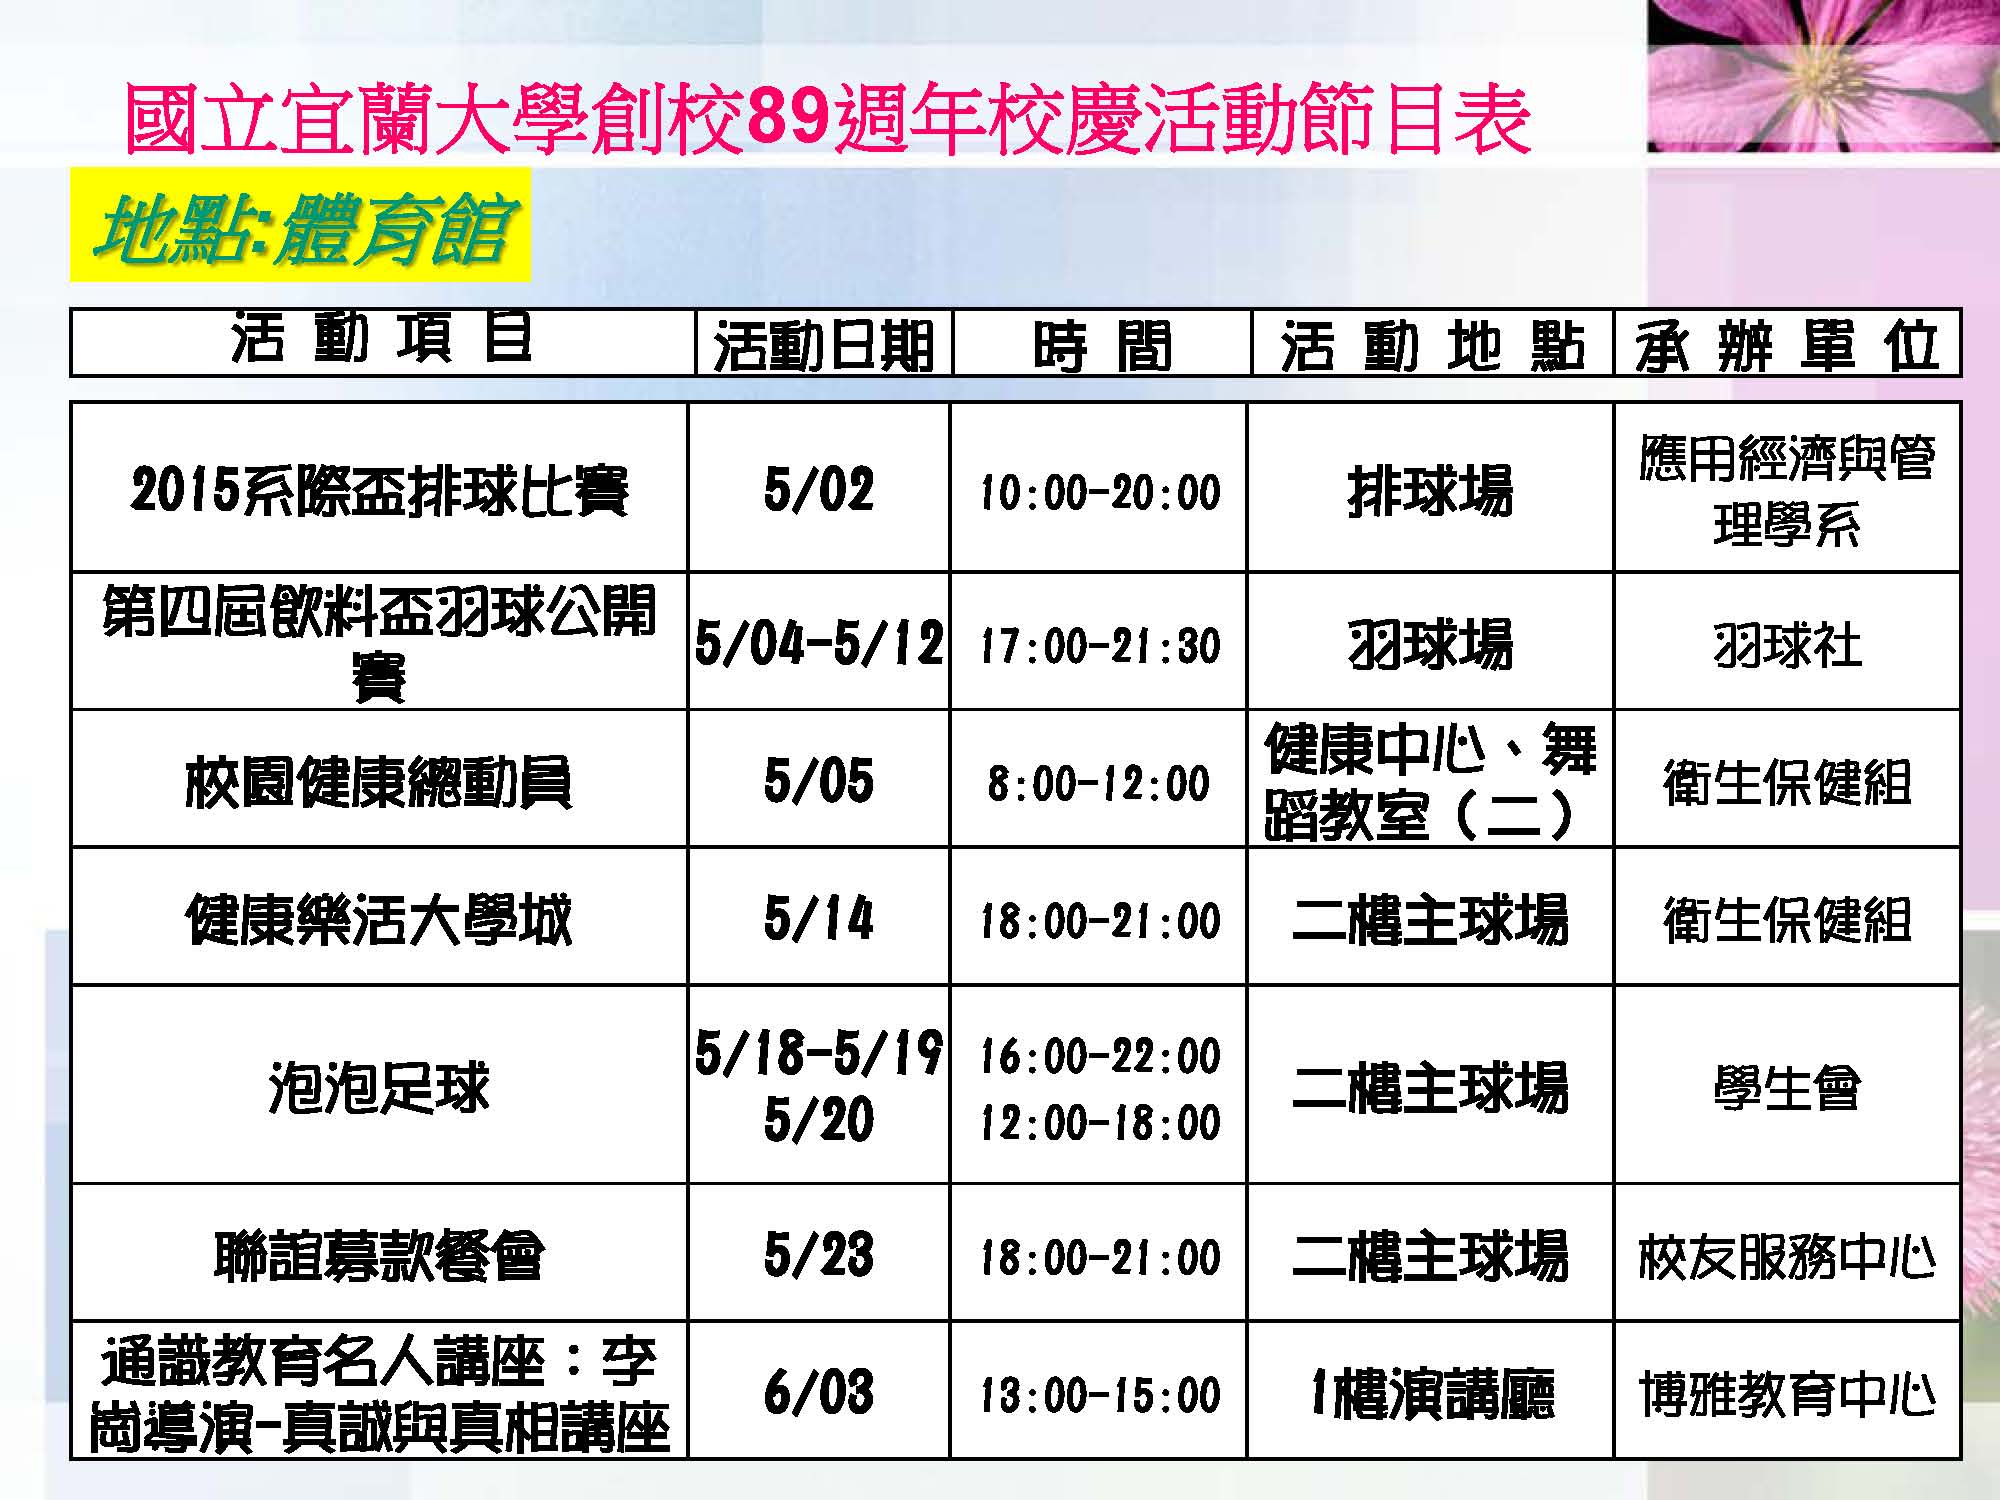 國立宜蘭大學創校89週年校慶活動節目表
地點:體育館
活 動 項 目 活動日期 時 間 活 動 地 點 承 辦 單 位
2015系際盃排球比賽 5/02 10:00-20:00 排球場 應用經濟與管
理學系
第四屆飲料盃羽球公開
賽 5/04-5/12 17:00-21:30 羽球場 羽球社
校園健康總動員 5/05 8:00-12:00 健康中心、舞
蹈教室（二） 衛生保健組
健康樂活大學城 5/14 18:00-21:00 二樓主球場 衛生保健組
泡泡足球 5/18-5/19 16:00-22:00 二樓主球場 學生會
5/20 12:00-18:00
聯誼募款餐會 5/23 18:00-21:00 二樓主球場 校友服務中心
通識教育名人講座：李
崗導演-真誠與真相講座 6/03 13:00-15:00 1樓演講廳 博雅教育中心